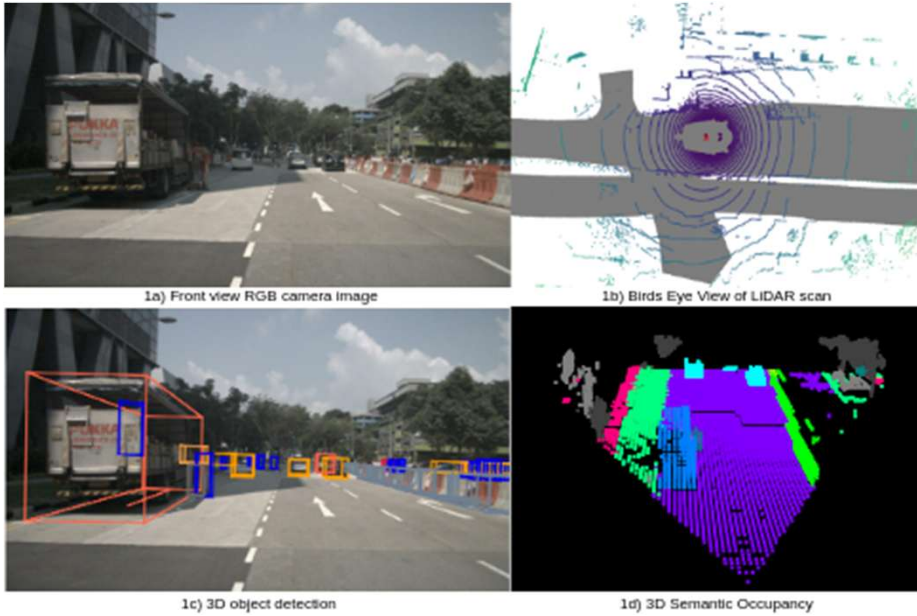 1a) Front view RGB camera image
1b) Birds Eye View of LiDAR scan
1c) 3D object detection
1d) 3D Semantic Occupancy